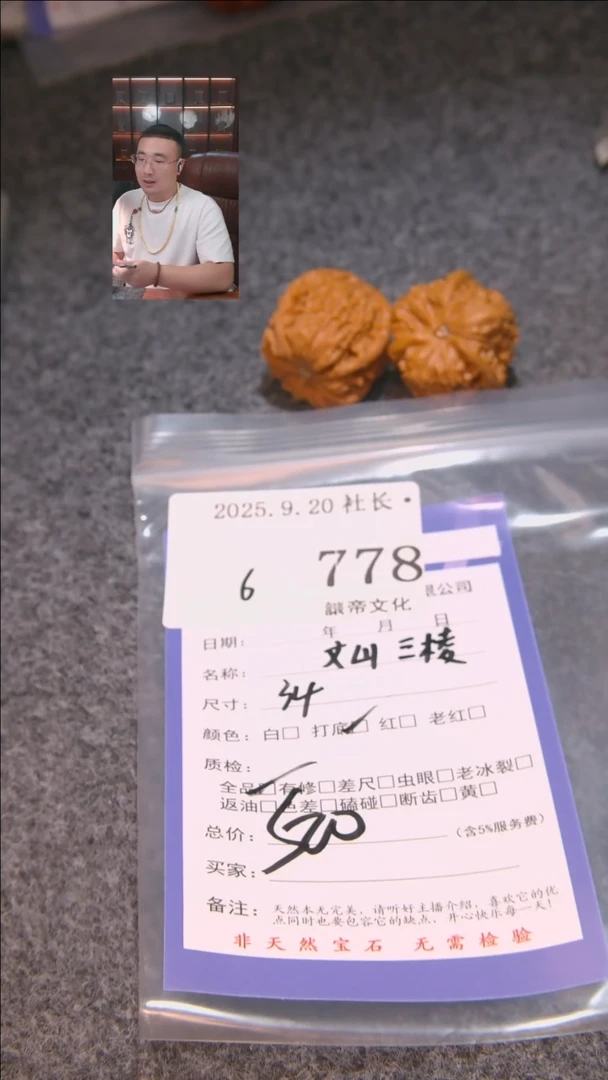 2025.9.20 社长
6 778
限公司
識帝文化
日期: 年 月 日
名称: 文山 三棱
尺寸: 34
颜色: 白□ 打底□ 红□ 老红□
质检:
全品□有修□差尺□虫眼□老冰裂□
返油□色差□磕碰□断齿□黄□
总价: (含5%服务费)
买家:
备注: 天然本无完美, 请听好主播介绍, 喜欢它的优
点同时也要包容它的缺点, 开心快乐每一天!
非天然宝石 无需检验